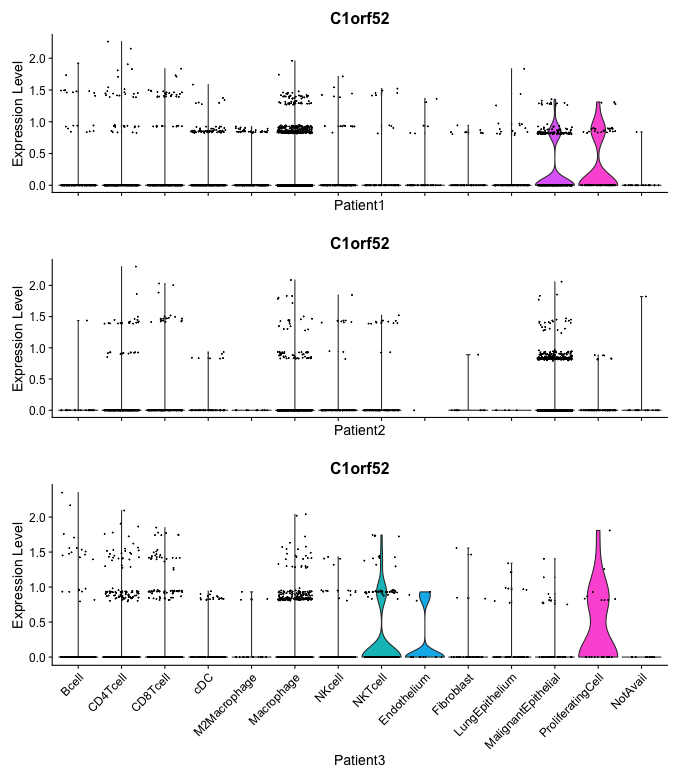 C1orf52
Expression Level
2.0
1.5
1.0
0.5
0.0
Patient1
C1orf52
Expression Level
2.0
1.5
1.0
0.5
0.0
Patient2
C1orf52
Expression Level
2.0
1.5
1.0
0.5
0.0
Bcell
CD4Tcell
CD8Tcell
cDC
M2Macrophage
Macrophage
NKcell
NKTcell
Endothelium
Fibroblast
LungEpithelium
MalignantEpithelial
ProliferatingCell
NotAvail
Patient3